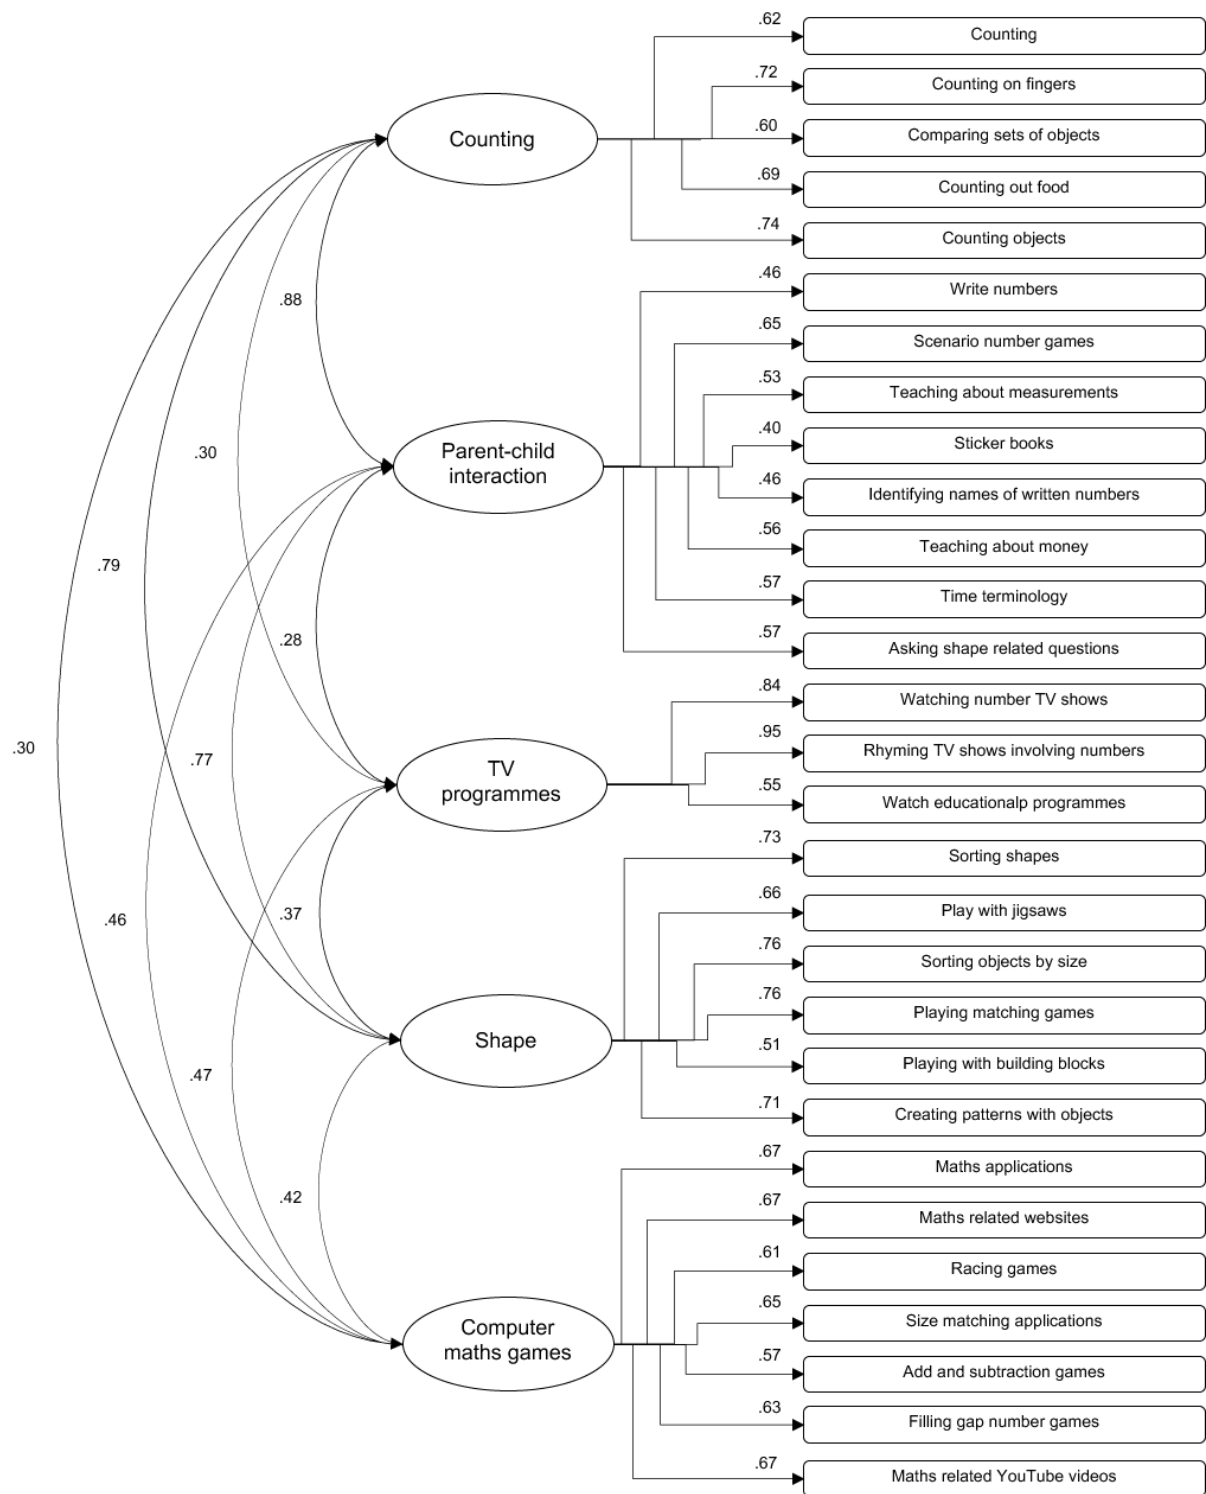 .62
Counting
.72
Counting on fingers
.60
Comparing sets of objects
Counting
.69
Counting out food
.74
Counting objects
.46
Write numbers
.88
.65
Scenario number games
.53
Teaching about measurements
.40
Sticker books
.30
Parent-child
interaction
.46
Identifying names of written numbers
.56
Teaching about money
.79
.57
Time terminology
.28
.57
Asking shape related questions
.84
Watching number TV shows
.30
.77
.95
Rhyming TV shows involving numbers
TV
programmes
.55
Watch educationalp programmes
.73
Sorting shapes
.46
.37
.66
Play with jigsaws
.76
Sorting objects by size
.76
Playing matching games
Shape
.51
Playing with building blocks
.47
.71
Creating patterns with objects
.67
Maths applications
.42
.67
Maths related websites
.61
Racing games
.65
Size matching applications
Computer
maths games
.57
Add and subtraction games
.63
Filling gap number games
.67
Maths related YouTube videos